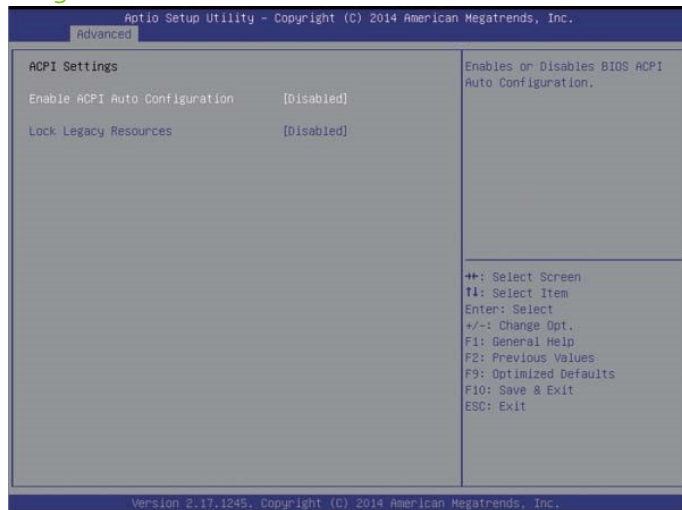 Aptio Setup Utility - Copyright (C) 2014 American Megatrends, Inc.
Advanced
ACPI Settings
Enable ACPI Auto Configuration [Disabled]
Lock Legacy Resources [Disabled]
Enables or Disables BIOS ACPI
Auto Configuration.
→←: Select Screen
↑↓: Select Item
Enter: Select
+/-: Change Opt.
F1: General Help
F2: Previous Values
F9: Optimized Defaults
F10: Save & Exit
ESC: Exit
Version 2.17.1245. Copyright (C) 2014 American Megatrends, Inc.